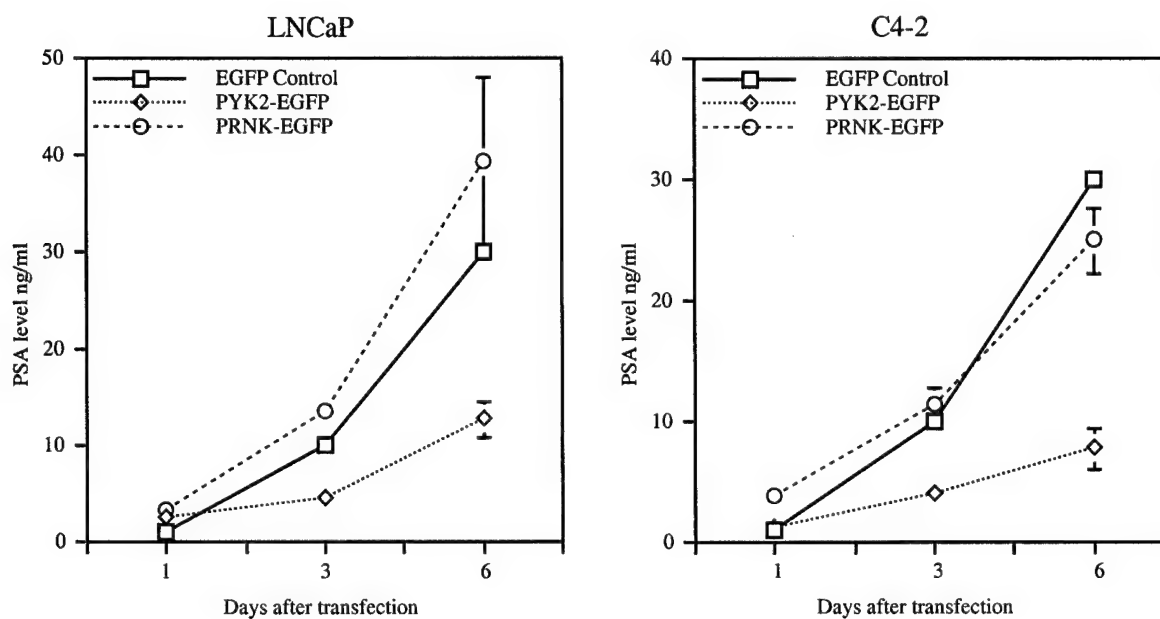 LNCaP
50
40
30
20
10
0
PSA level ng/ml
EGFP Control
PYK2-EGFP
PRNK-EGFP
1 3 6
Days after transfection
C4-2
40
30
20
10
0
PSA level ng/ml
EGFP Control
PYK2-EGFP
PRNK-EGFP
1 3 6
Days after transfection